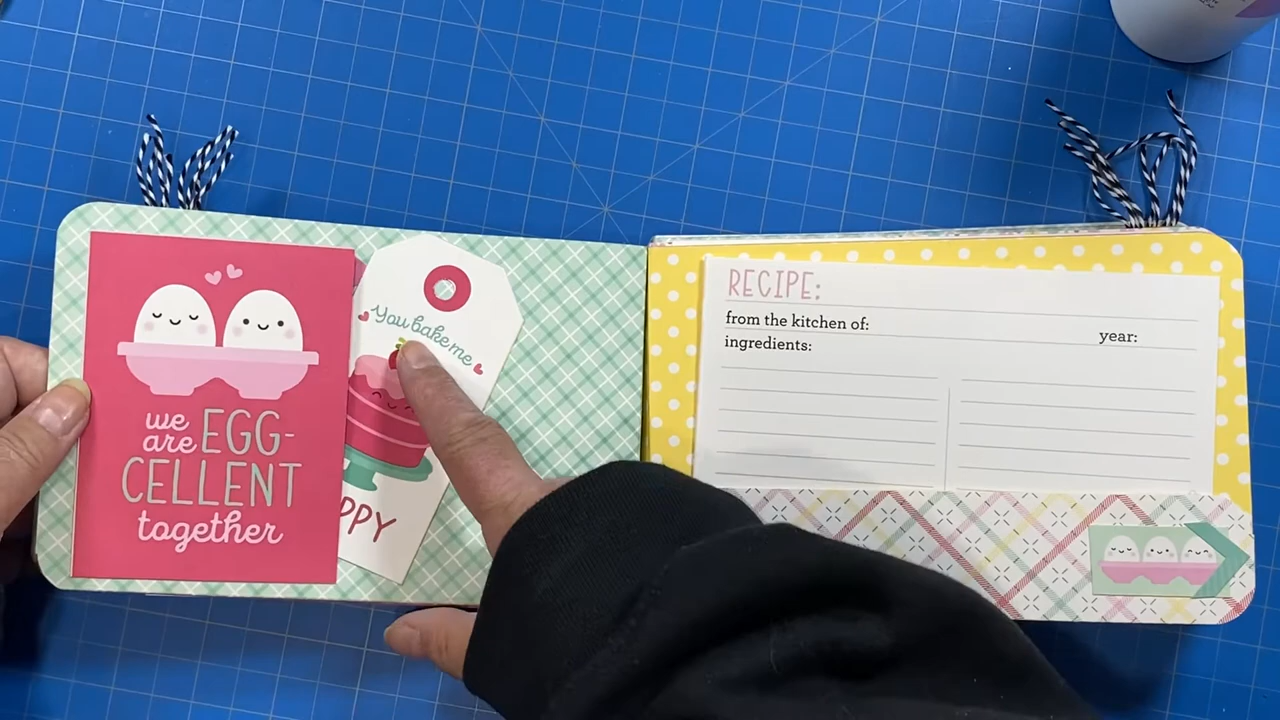 we
are EGG-
CELLENT
together
You bake me
PPY
RECIPE:
from the kitchen of:
year:
ingredients: